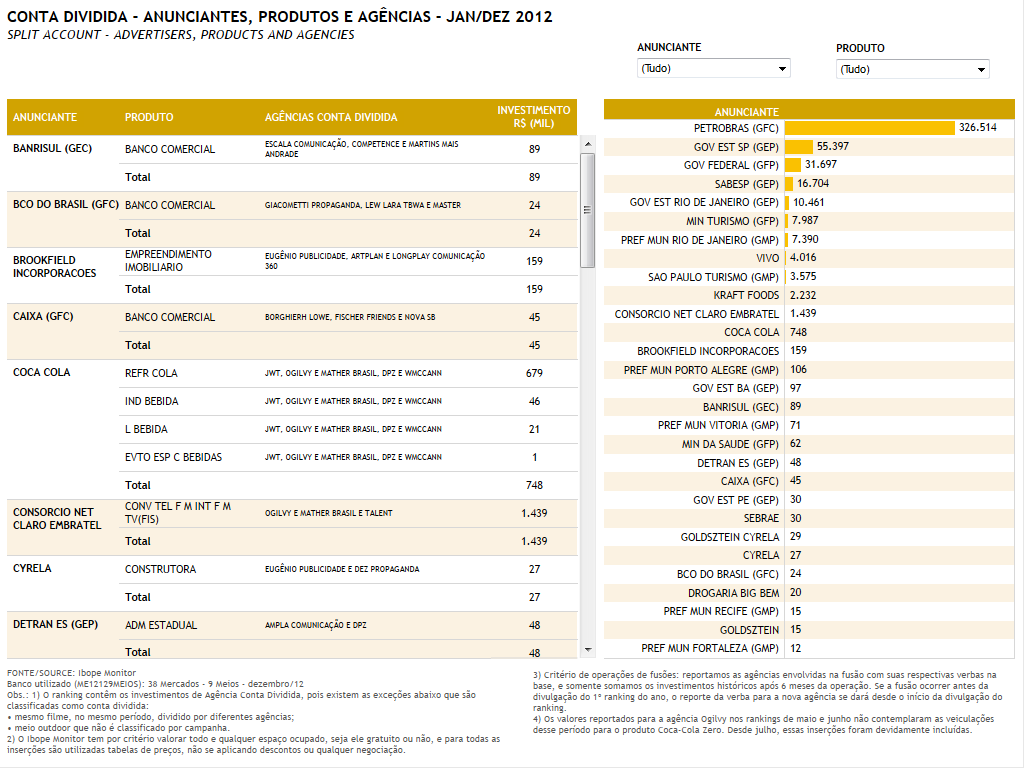 CONTA DIVIDIDA - ANUNCIANTES, PRODUTOS E AGÊNCIAS - JAN/DEZ 2012
SPLIT ACCOUNT - ADVERTISERS, PRODUCTS AND AGENCIES
ANUNCIANTE
(Tudo)
PRODUTO
(Tudo)
ANUNCIANTE PRODUTO AGÊNCIAS CONTA DIVIDIDA INVESTIMENTO
R$ (MIL)
BANRISUL (GEC) BANCO COMERCIAL ESCALA COMUNICAÇÃO, COMPETENCE E MARTINS MAIS
ANDRADE 89
Total 89
BCO DO BRASIL (GFC) BANCO COMERCIAL GIACOMETTI PROPAGANDA, LEW LARA TBWA E MASTER 24
Total 24
BROOKFIELD
INCORPORACOES
EMPREENDIMENTO
IMOBILIARIO
EUGÊNIO PUBLICIDADE, ARTPLAN E LONGPLAY COMUNICAÇÃO
360
159
Total 159
CAIXA (GFC) BANCO COMERCIAL BORGHIERH LOWE, FISCHER FRIENDS E NOVA SB 45
Total 45
COCA COLA REFR COLA JWT, OGILVY E MATHER BRASIL, DPZ E WMCCANN 679
IND BEBIDA JWT, OGILVY E MATHER BRASIL, DPZ E WMCCANN 46
L BEBIDA JWT, OGILVY E MATHER BRASIL, DPZ E WMCCANN 21
EVTO ESP C BEBIDAS JWT, OGILVY E MATHER BRASIL, DPZ E WMCCANN 1
Total 748
CONSORCIO NET
CLARO EMBRATEL
CONV TEL F M INT F M
TV(FIS)
OGILVY E MATHER BRASIL E TALENT 1.439
Total 1.439
CYRELA CONSTRUTORA EUGÊNIO PUBLICIDADE E DEZ PROPAGANDA 27
Total 27
DETRAN ES (GEP) ADM ESTADUAL AMPLA COMUNICAÇÃO E DPZ 48
Total 48
ANUNCIANTE
PETROBRAS (GFC) 326.514
GOV EST SP (GEP) 55.397
GOV FEDERAL (GFP) 31.697
SABESP (GEP) 16.704
GOV EST RIO DE JANEIRO (GEP) 10.461
MIN TURISMO (GFP) 7.987
PREF MUN RIO DE JANEIRO (GMP) 7.390
VIVO 4.016
SAO PAULO TURISMO (GMP) 3.575
KRAFT FOODS 2.232
CONSORCIO NET CLARO EMBRATEL 1.439
COCA COLA 748
BROOKFIELD INCORPORACOES 159
PREF MUN PORTO ALEGRE (GMP) 106
GOV EST BA (GEP) 97
BANRISUL (GEC) 89
PREF MUN VITORIA (GMP) 71
MIN DA SAUDE (GFP) 62
DETRAN ES (GEP) 48
CAIXA (GFC) 45
GOV EST PE (GEP) 30
SEBRAE 30
GOLDSZTEIN CYRELA 29
CYRELA 27
BCO DO BRASIL (GFC) 24
DROGARIA BIG BEM 20
PREF MUN RECIFE (GMP) 15
GOLDSZTEIN 15
PREF MUN FORTALEZA (GMP) 12
FONTE/SOURCE: Ibope Monitor
Banco utilizado (ME12129MEIOS): 38 Mercados - 9 Meios - dezembro/12
Obs.: 1) O ranking contêm os investimentos de Agência Conta Dividida, pois existem as exceções abaixo que são
classificadas como conta dividida:
• mesmo filme, no mesmo período, dividido por diferentes agências;
• meio outdoor que não é classificado por campanha.
2) O Ibope Monitor tem por critério valorar todo e qualquer espaço ocupado, seja ele gratuito ou não, e para todas as
inserções são utilizadas tabelas de preços, não se aplicando descontos ou qualquer negociação.
3) Critério de operações de fusões: reportamos as agências envolvidas na fusão com suas respectivas verbas na
base, e somente somamos os investimentos históricos após 6 meses da operação. Se a fusão ocorrer antes da
divulgação do 1º ranking do ano, o reporte da verba para a nova agência se dará desde o início da divulgação do
ranking.
4) Os valores reportados para a agência Ogilvy nos rankings de maio e junho não contemplaram as veiculações
desse período para o produto Coca-Cola Zero. Desde julho, essas inserções foram devidamente incluídas.